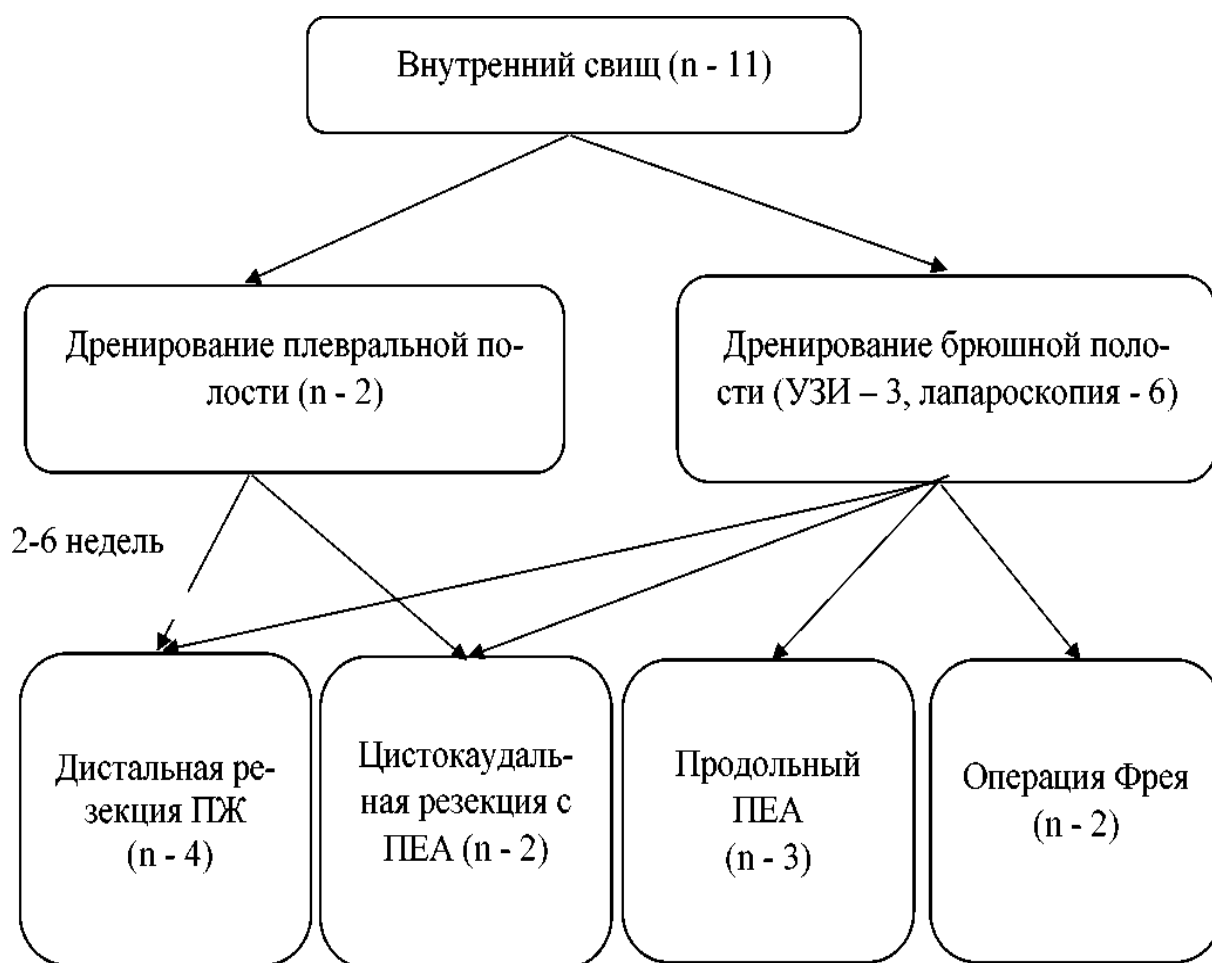 Внутренний свищ (n - 11)
Дренирование плевральной по-
лости (n - 2)
Дренирование брюшной поло-
сти (УЗИ – 3, лапароскопия - 6)
2-6 недель
Дистальная ре-
зекция ПЖ
(n - 4)
Цистокаудаль-
ная резекция с
ПЕА (n - 2)
Продольный
ПЕА
(n - 3)
Операция Фрея
(n - 2)